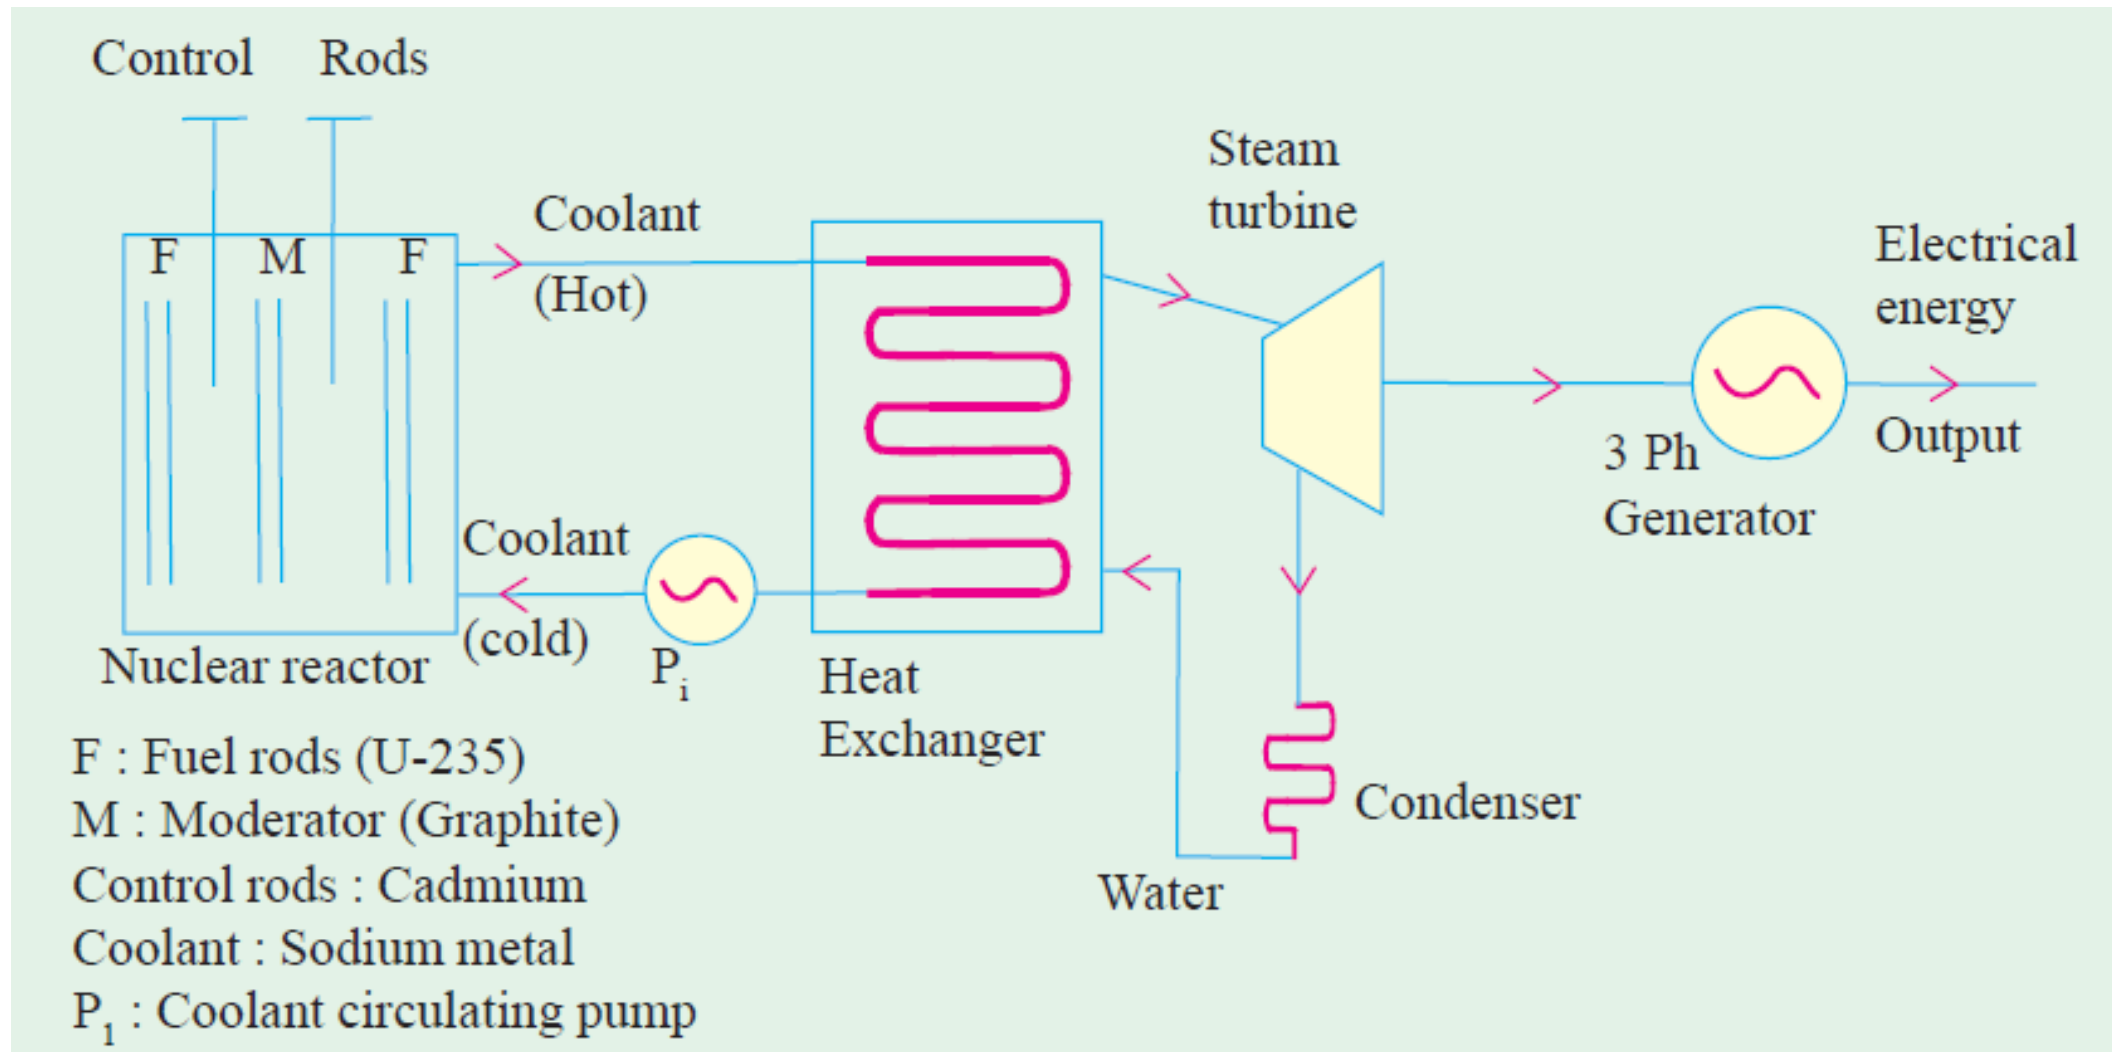 Control Rods
F M F
Coolant
(Hot)
Steam
turbine
Electrical
energy
3 Ph
Generator
Output
Coolant
(cold)
Pi
Nuclear reactor
Heat
Exchanger
Condenser
Water
F : Fuel rods (U-235)
M : Moderator (Graphite)
Control rods : Cadmium
Coolant : Sodium metal
P1 : Coolant circulating pump